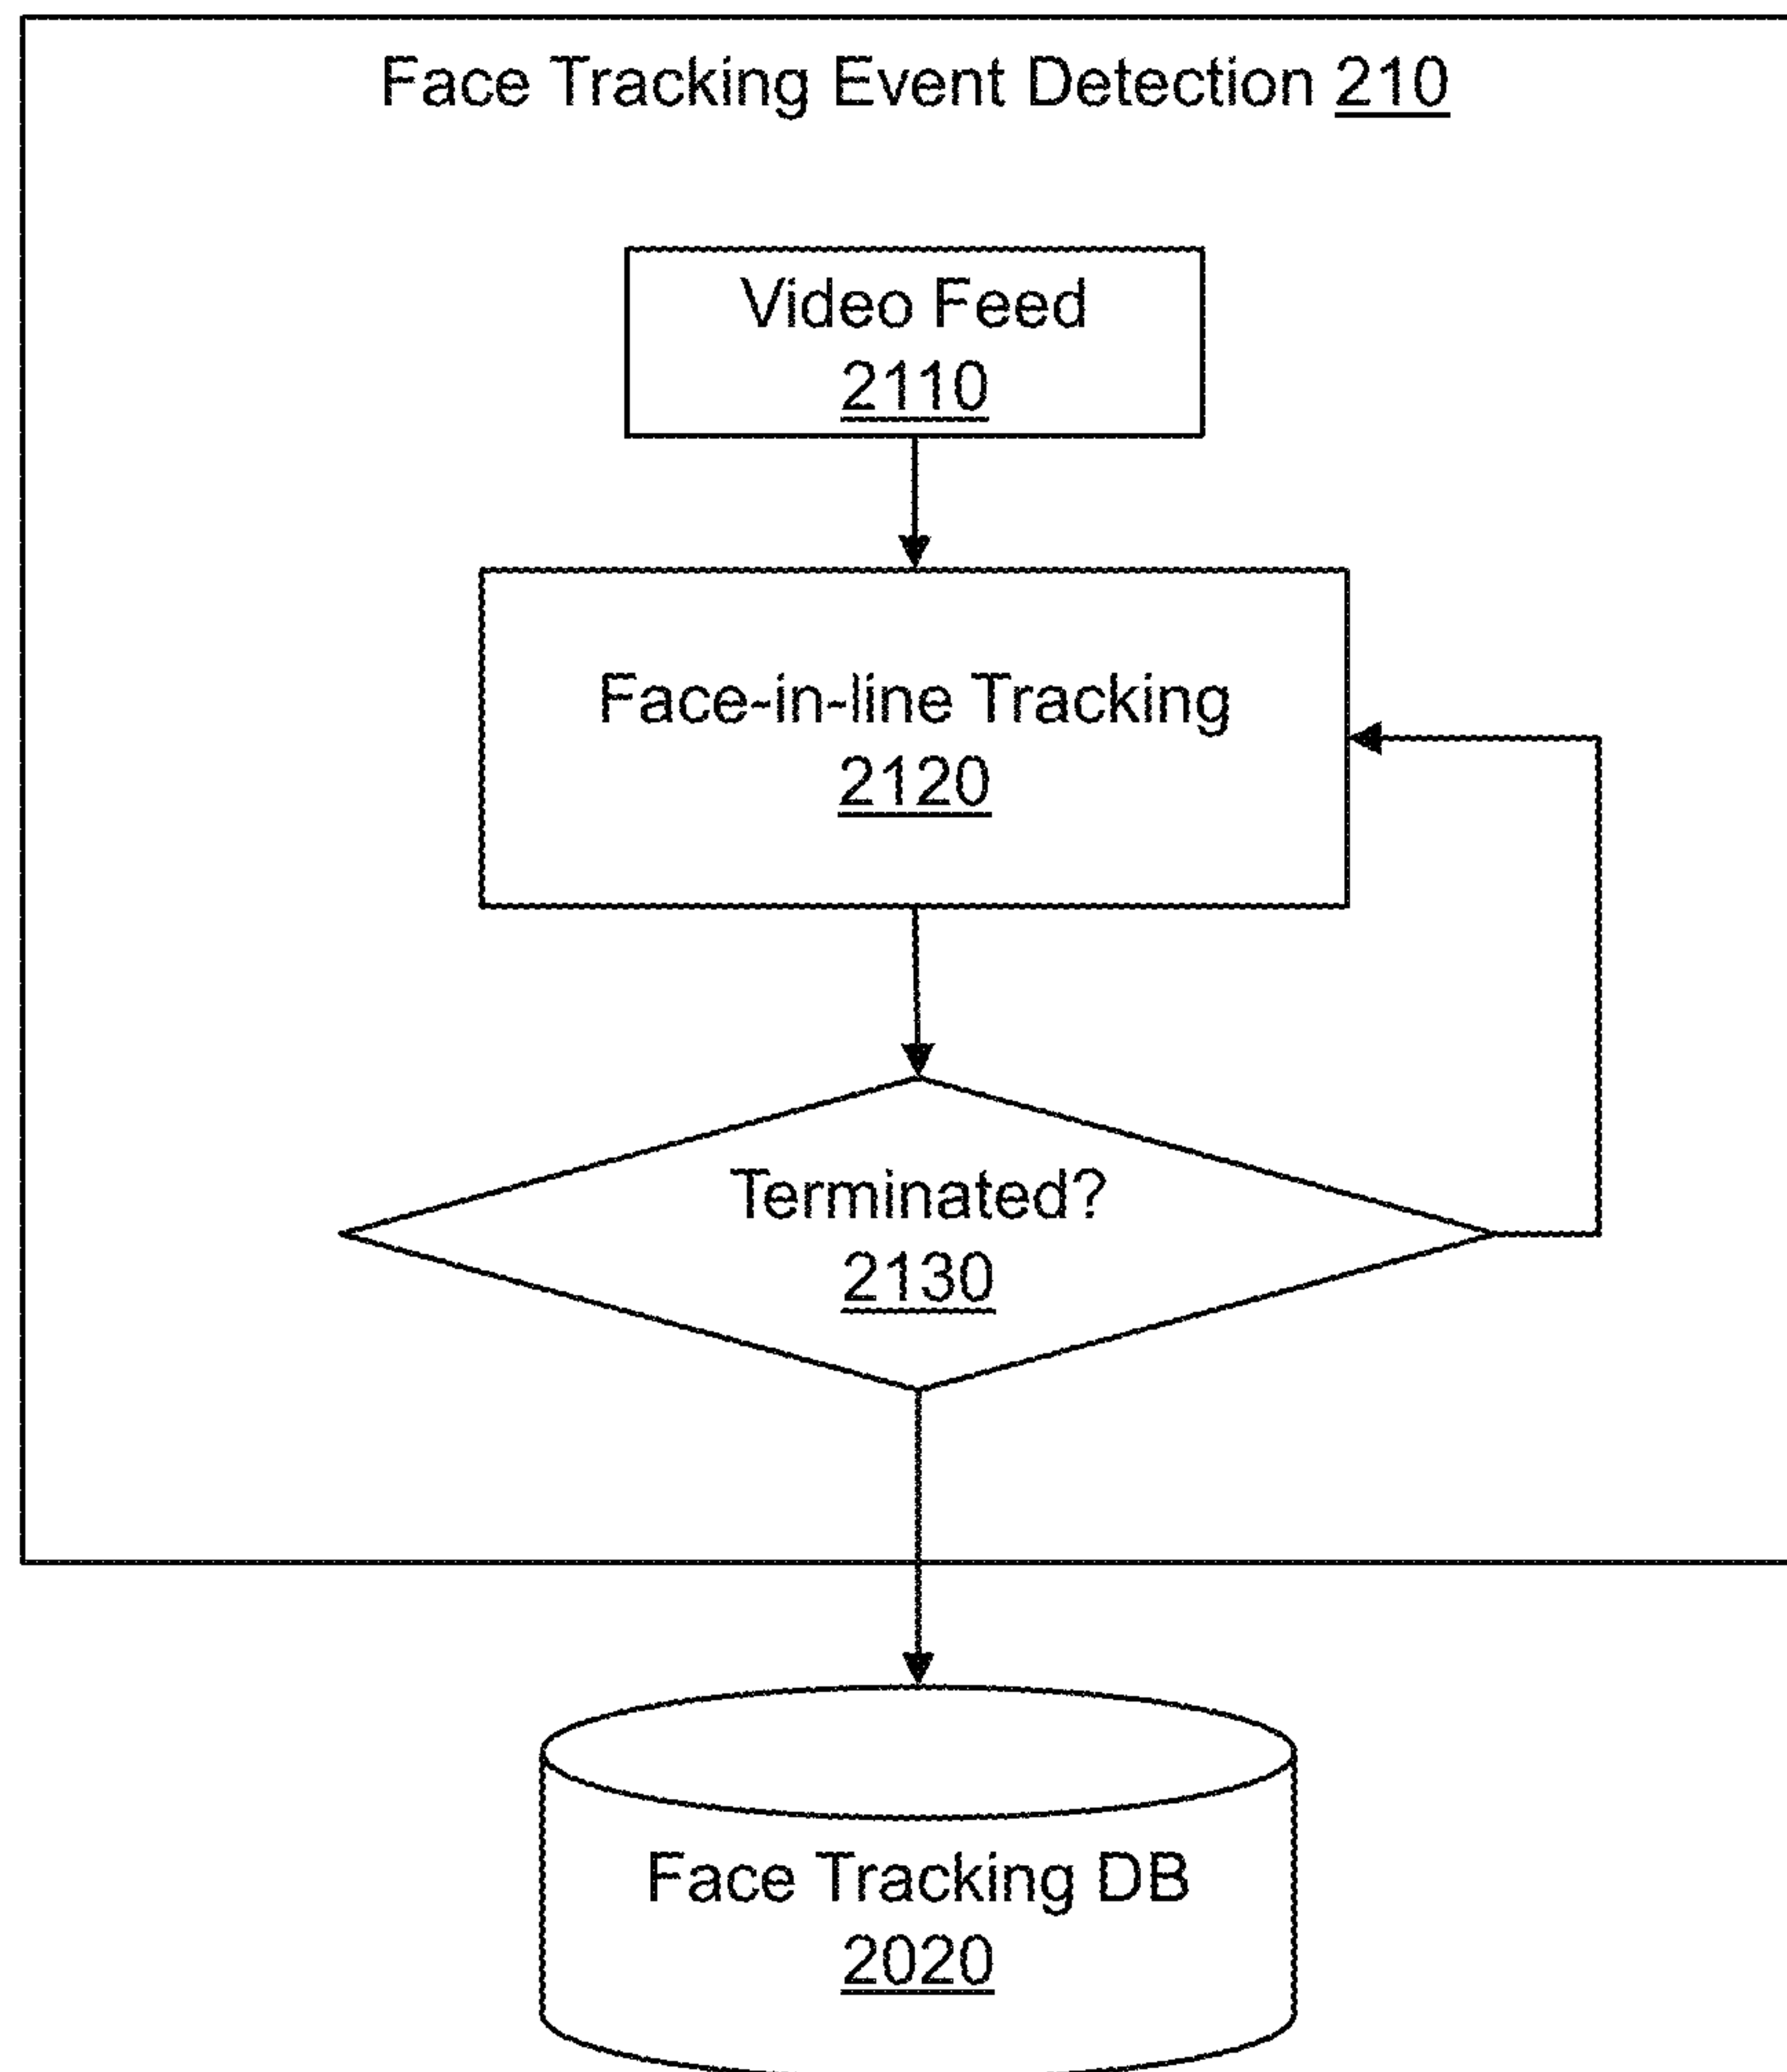 Face Tracking Event Detection 210
Video Feed
2110
Face-in-line Tracking
2120
Terminated?
2130
Face Tracking DB
2020